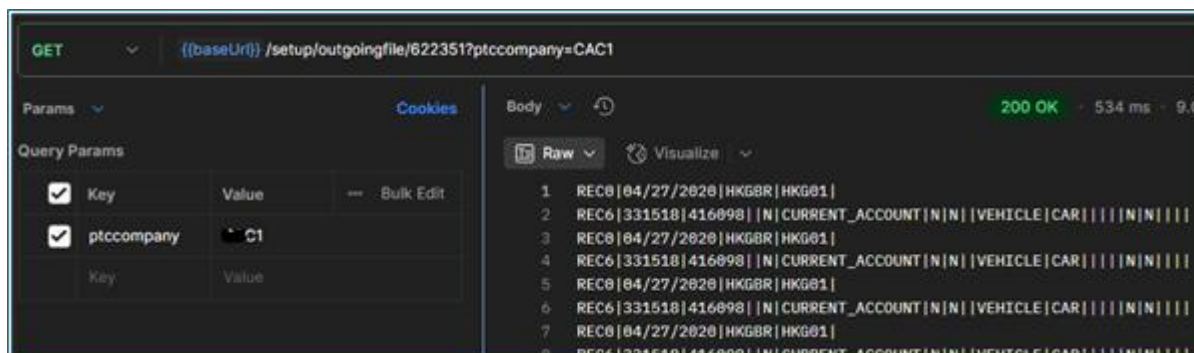 GET {{baseUrl}} /setup/outgoingfile/622351?ptccompany=CAC1
Params Cookies
Query Params
Key Value Bulk Edit
ptccompany C1
Key Value
Body 200 OK 534 ms 9.
Raw Visualize
1 REC0|04/27/2020|HKGBR|HKG01|
2 REC6|331518|416098||N|CURRENT_ACCOUNT|N|N||VEHICLE|CAR|||||N|N||||
3 REC0|04/27/2020|HKGBR|HKG01|
4 REC6|331518|416098||N|CURRENT_ACCOUNT|N|N||VEHICLE|CAR|||||N|N||||
5 REC0|04/27/2020|HKGBR|HKG01|
6 REC6|331518|416098||N|CURRENT_ACCOUNT|N|N||VEHICLE|CAR|||||N|N||||
7 REC0|04/27/2020|HKGBR|HKG01|